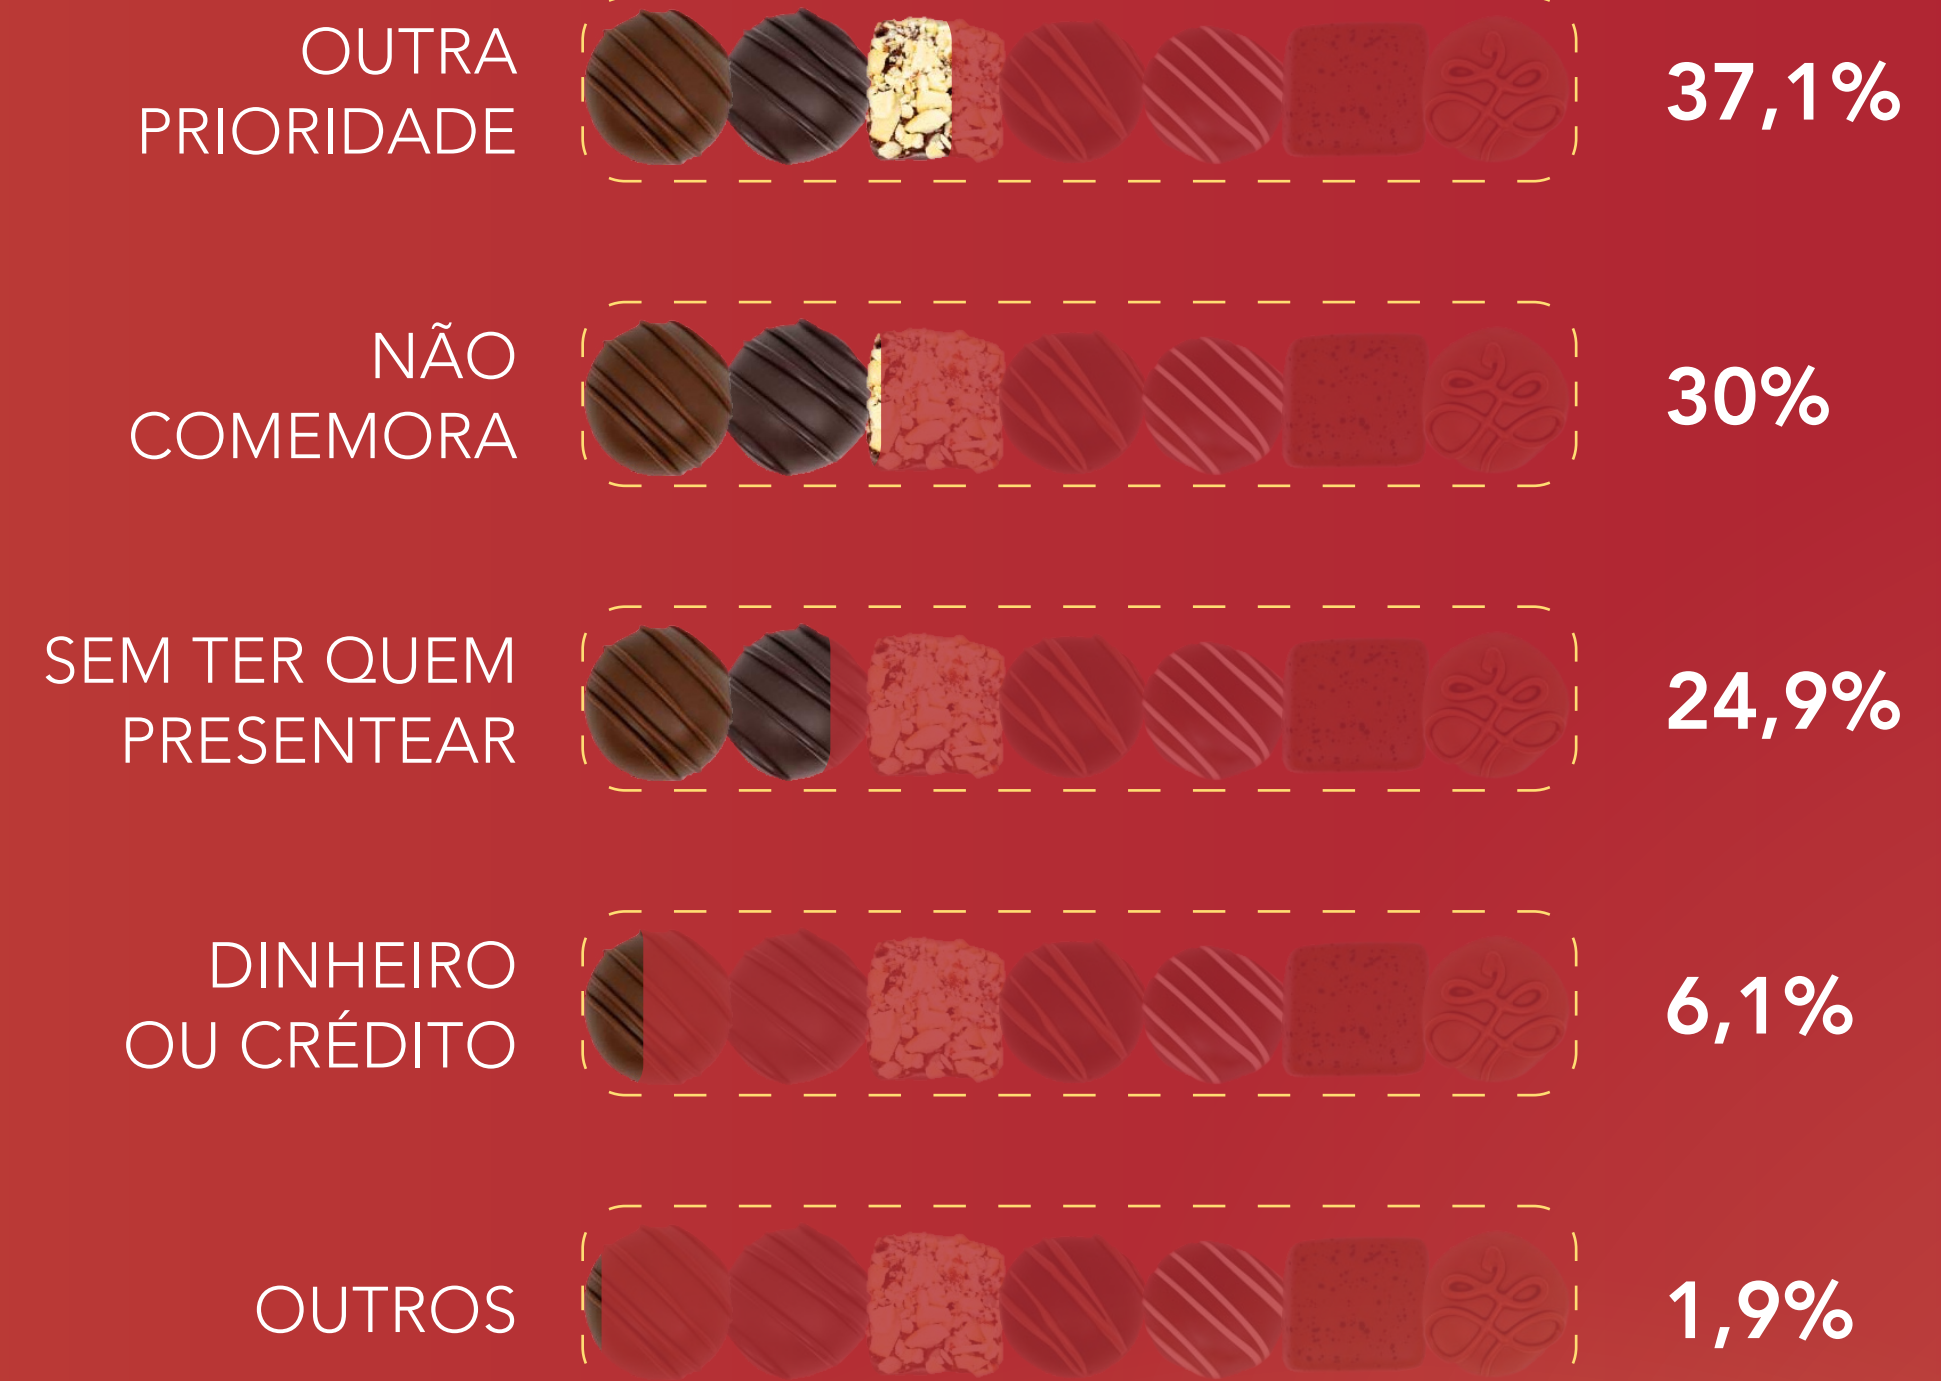 OUTRA
PRIORIDADE
37,1%
NÃO
COMEMORA
30%
SEM TER QUEM
PRESENTEAR
24,9%
DINHEIRO
OU CRÉDITO
6,1%
OUTROS
1,9%